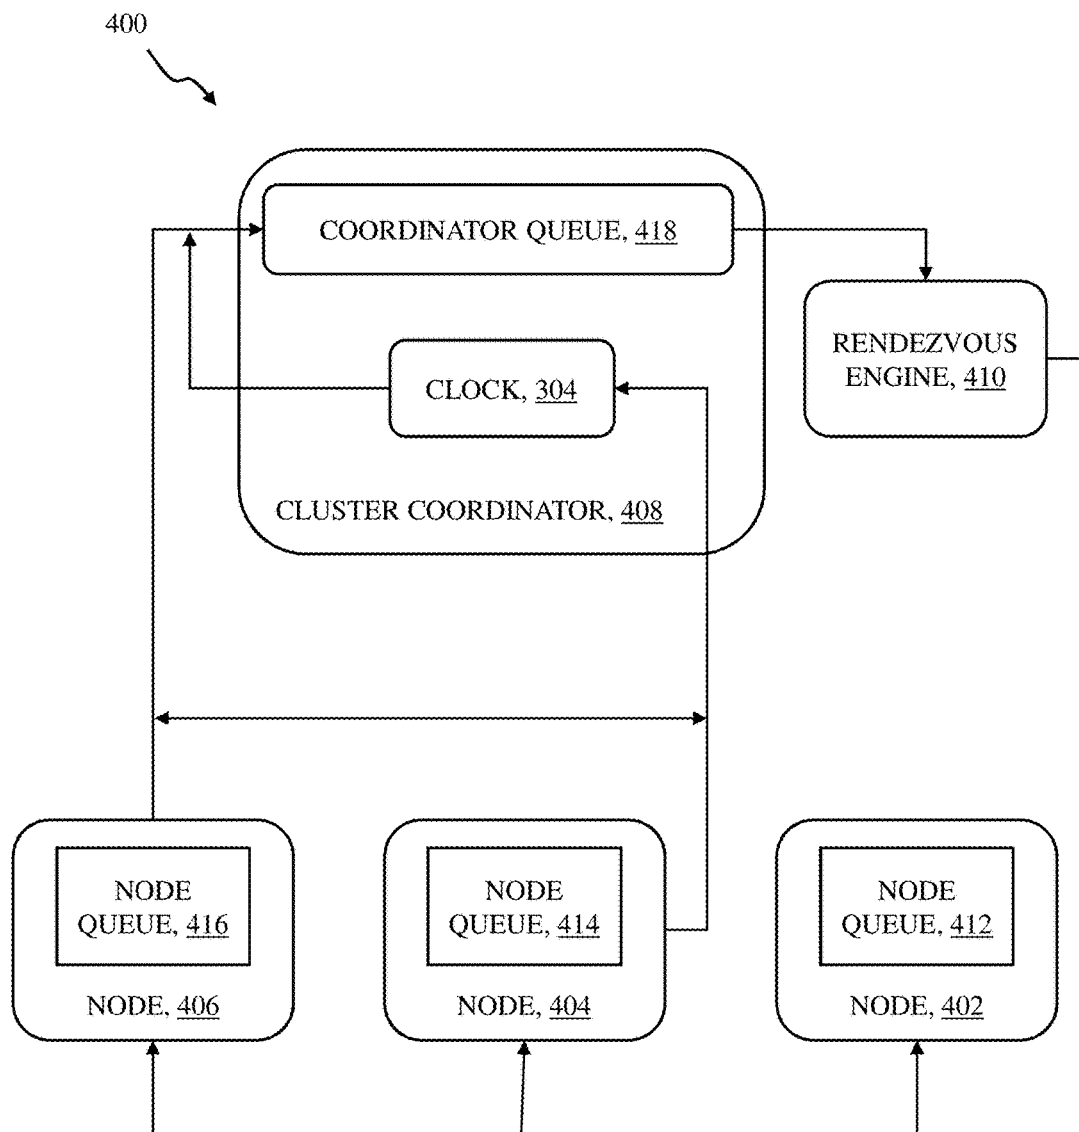 400
COORDINATOR QUEUE, 418
RENDEZVOUS
ENGINE, 410
CLOCK, 304
CLUSTER COORDINATOR, 408
NODE
QUEUE, 416
NODE, 406
NODE
QUEUE, 414
NODE, 404
NODE
QUEUE, 412
NODE, 402